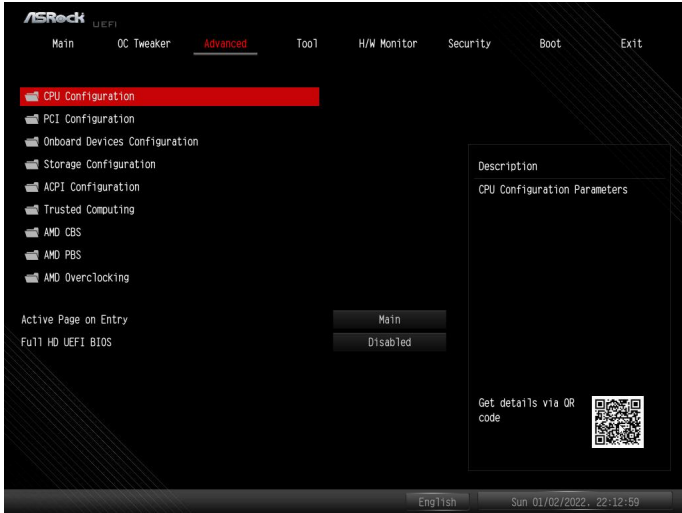 ASRock UEFI
Main OC Tweaker Advanced Tool H/W Monitor Security Boot Exit
CPU Configuration
PCI Configuration
Onboard Devices Configuration
Storage Configuration
ACPI Configuration
Trusted Computing
AMD CBS
AMD PBS
AMD Overclocking
Active Page on Entry Main
Full HD UEFI BIOS Disabled
Description
CPU Configuration Parameters
Get details via QR
code
English Sun 01/02/2022. 22:12:59